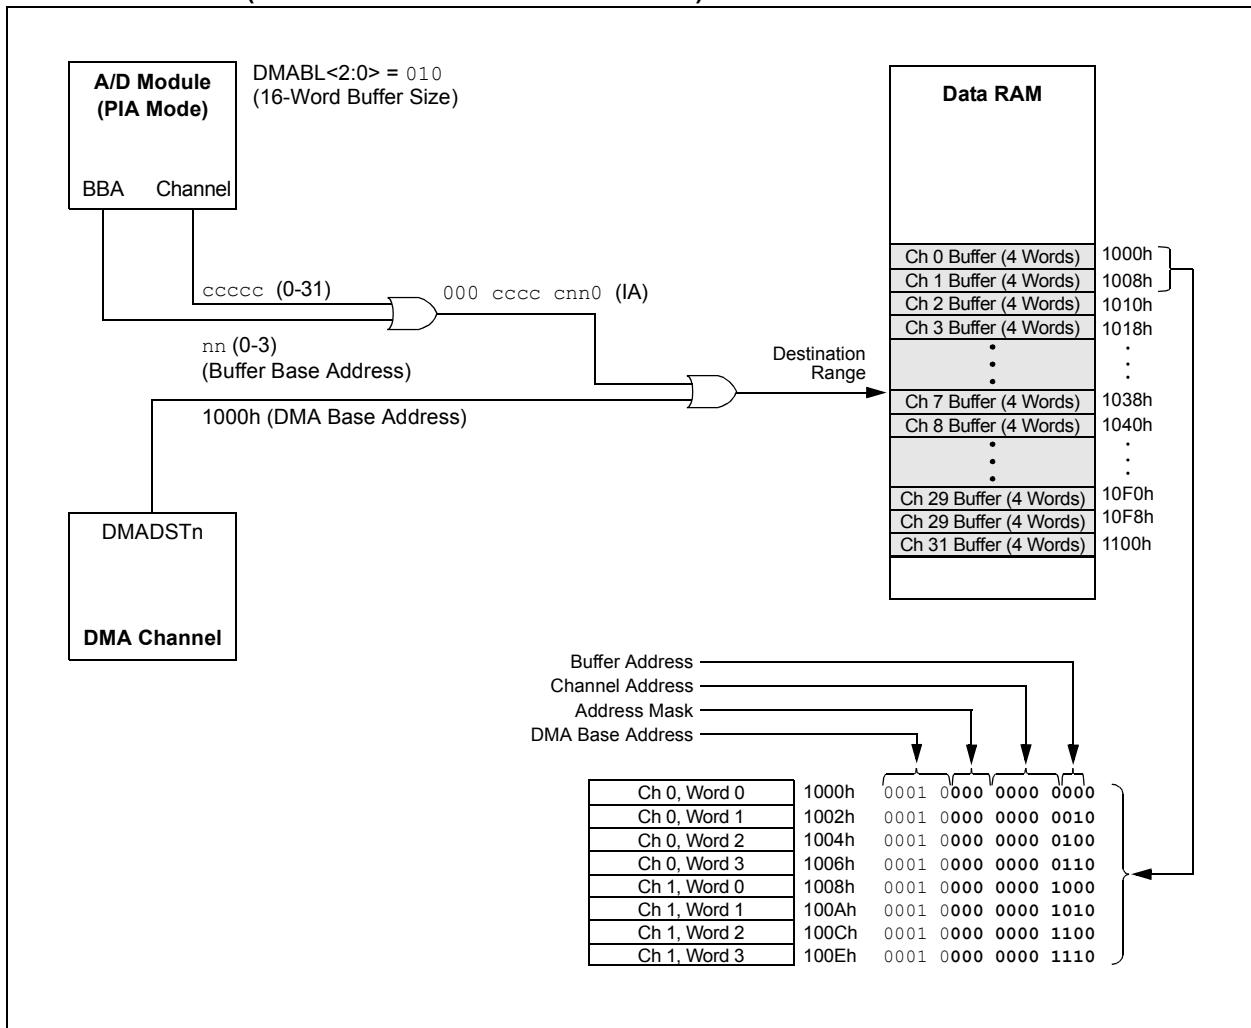 A/D Module
(PIA Mode)
BBA Channel
DMABL<2:0> = 010
(16-Word Buffer Size)
ccccc (0-31)
000 cccc cnn0 (IA)
nn (0-3)
(Buffer Base Address)
1000h (DMA Base Address)
Destination
Range
DMADSTn
DMA Channel
Data RAM
Ch 0 Buffer (4 Words) 1000h
Ch 1 Buffer (4 Words) 1008h
Ch 2 Buffer (4 Words) 1010h
Ch 3 Buffer (4 Words) 1018h
Ch 7 Buffer (4 Words) 1038h
Ch 8 Buffer (4 Words) 1040h
Ch 29 Buffer (4 Words) 10F0h
Ch 29 Buffer (4 Words) 10F8h
Ch 31 Buffer (4 Words) 1100h
Buffer Address
Channel Address
Address Mask
DMA Base Address
Ch 0, Word 0 1000h 0001 0000 0000 0000
Ch 0, Word 1 1002h 0001 0000 0000 0010
Ch 0, Word 2 1004h 0001 0000 0000 0100
Ch 0, Word 3 1006h 0001 0000 0000 0110
Ch 1, Word 0 1008h 0001 0000 0000 1000
Ch 1, Word 1 100Ah 0001 0000 0000 1010
Ch 1, Word 2 100Ch 0001 0000 0000 1100
Ch 1, Word 3 100Eh 0001 0000 0000 1110